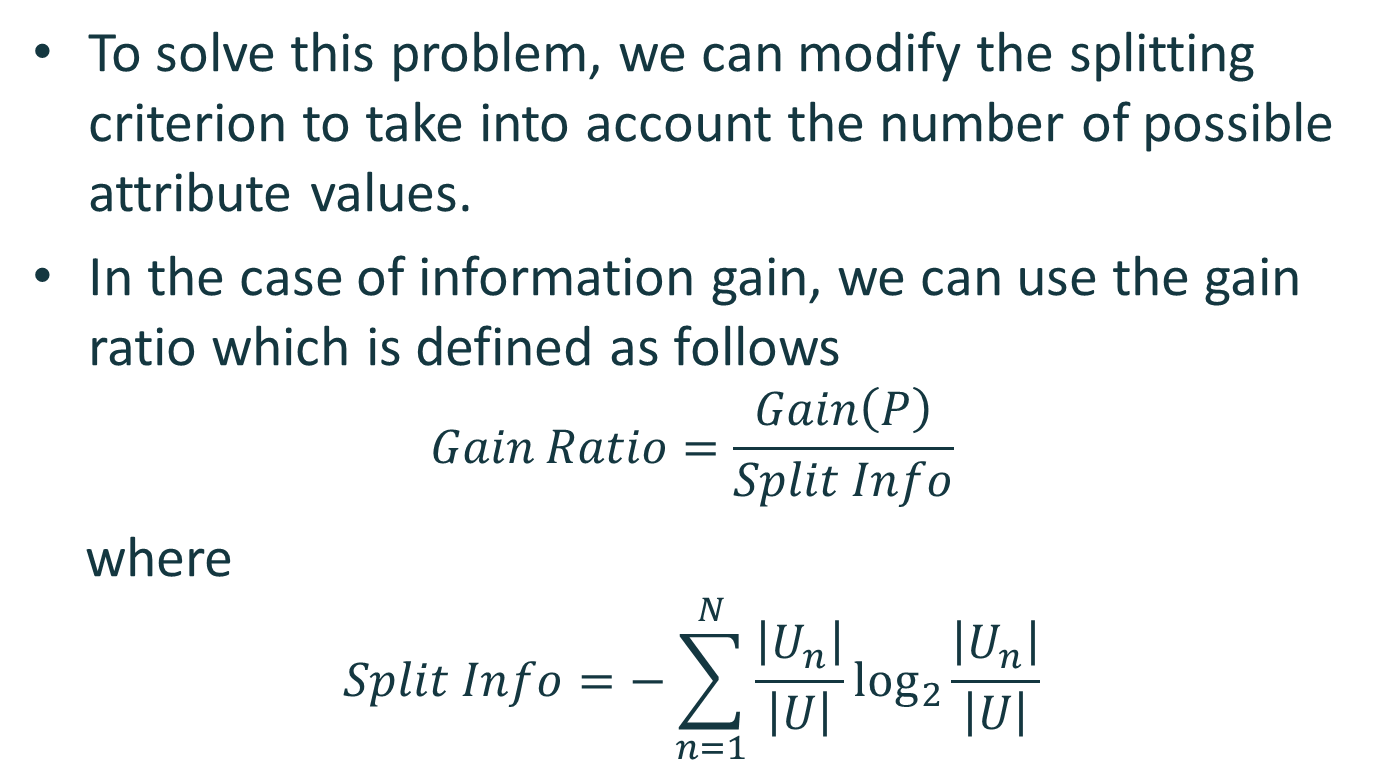 • To solve this problem, we can modify the splitting
criterion to take into account the number of possible
attribute values.
• In the case of information gain, we can use the gain
ratio which is defined as follows
Gain Ratio = Gain(P) / Split Info
where
Split Info = − ∑_{n=1}^{N} |U_n|/|U| log₂ |U_n|/|U|